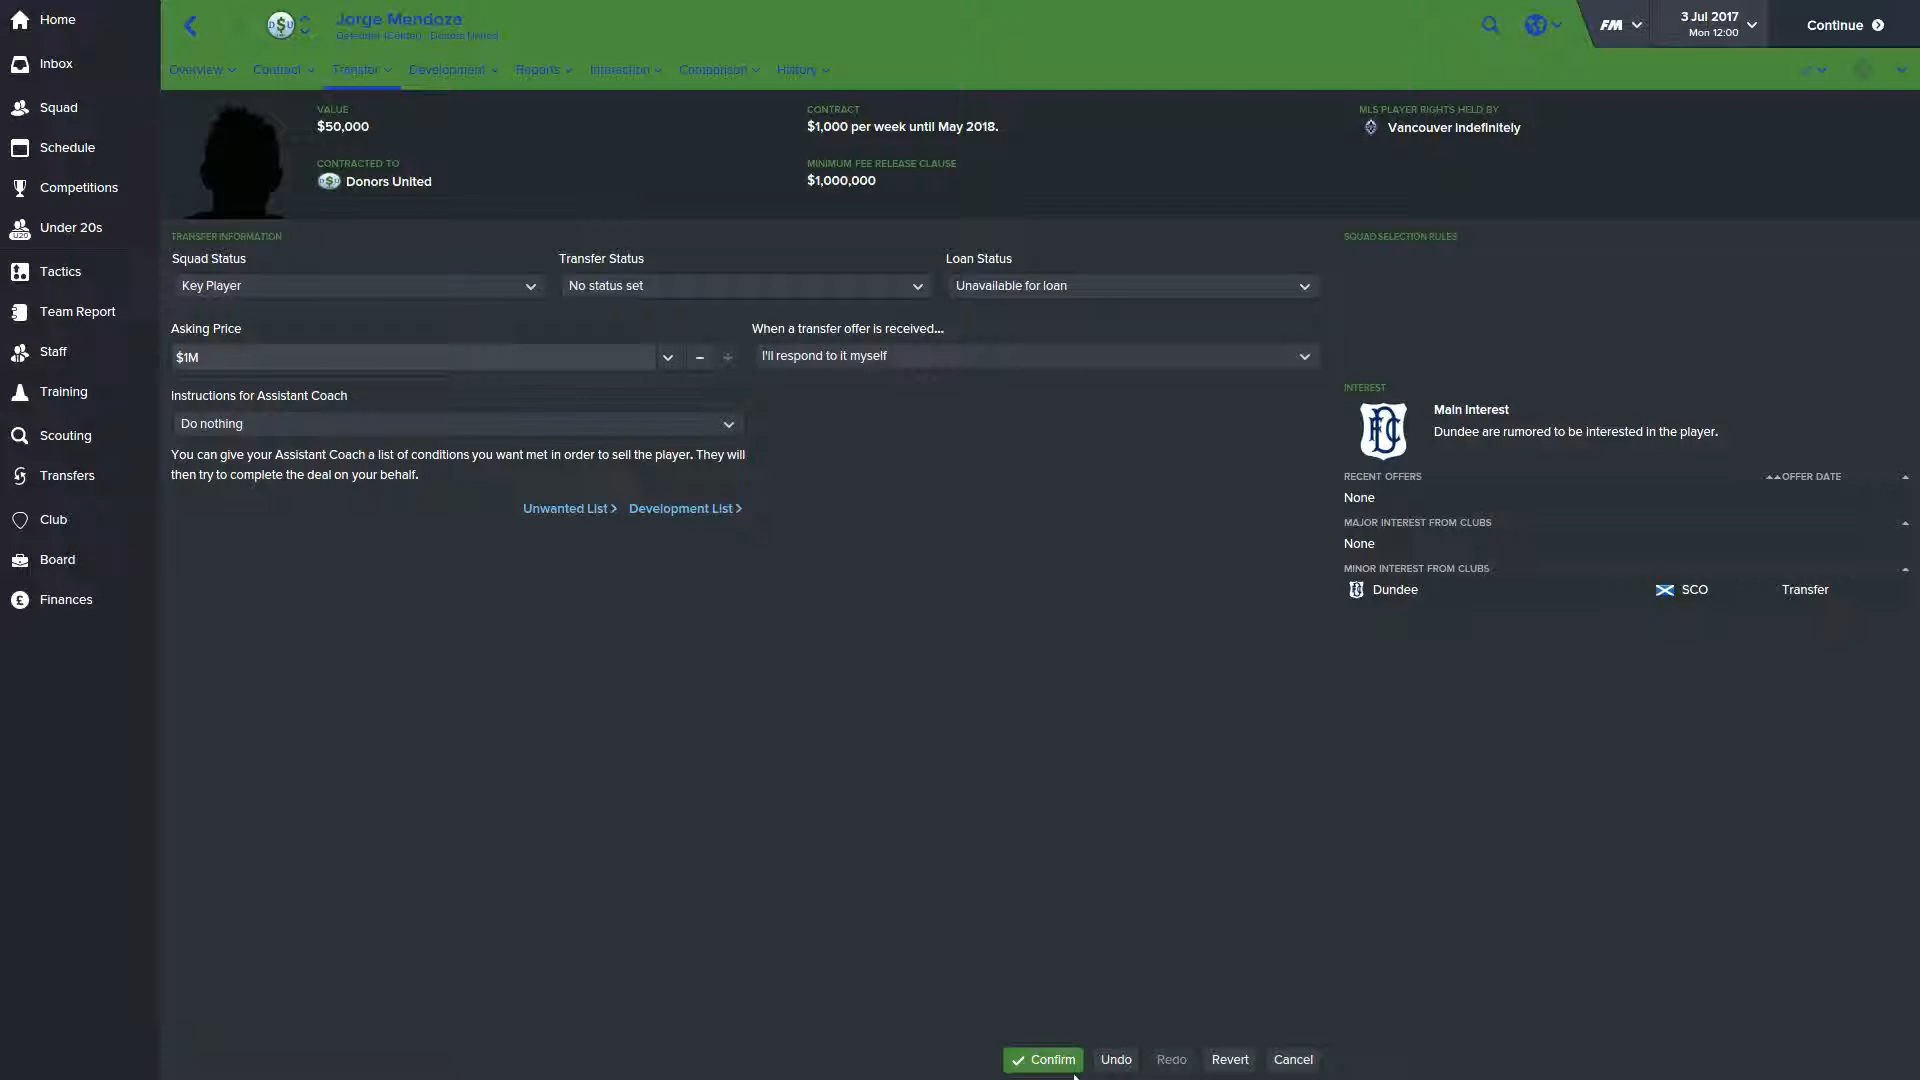 Home
Inbox
Squad
Schedule
Competitions
Under 20s
Tactics
Team Report
Staff
Training
Scouting
Transfers
Club
Board
Finances
Jorge Mendoza
Defender (Center) - Donors United
FM
3 Jul 2017
Mon 12:00
Continue
Overview
Contract
Transfer
Development
Reports
Interaction
Comparison
History
VALUE
$50,000
CONTRACTED TO
Donors United
CONTRACT
$1,000 per week until May 2018.
MINIMUM FEE RELEASE CLAUSE
$1,000,000
MLS PLAYER RIGHTS HELD BY
Vancouver Indefinitely
TRANSFER INFORMATION
Squad Status
Key Player
Transfer Status
No status set
Loan Status
Unavailable for loan
Asking Price
$1M
When a transfer offer is received...
I'll respond to it myself
Instructions for Assistant Coach
Do nothing
You can give your Assistant Coach a list of conditions you want met in order to sell the player. They will
then try to complete the deal on your behalf.
Unwanted List >
Development List >
SQUAD SELECTION RULES
INTEREST
Main Interest
Dundee are rumored to be interested in the player.
RECENT OFFERS
OFFER DATE
None
MAJOR INTEREST FROM CLUBS
None
MINOR INTEREST FROM CLUBS
Dundee
SCO
Transfer
Confirm
Undo
Redo
Revert
Cancel